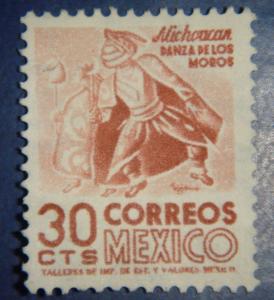 Michoacan
DANZA DE LOS
MOROS
30 CORREOS
CTS MEXICO
TALLERES DE IMP. DE EST. Y VALORES-MEXICO